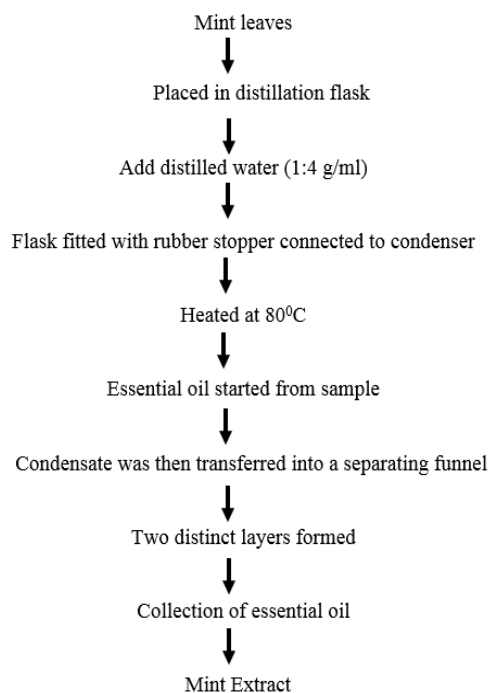 Mint leaves
Placed in distillation flask
Add distilled water (1:4 g/ml)
Flask fitted with rubber stopper connected to condenser
Heated at 80⁰C
Essential oil started from sample
Condensate was then transferred into a separating funnel
Two distinct layers formed
Collection of essential oil
Mint Extract